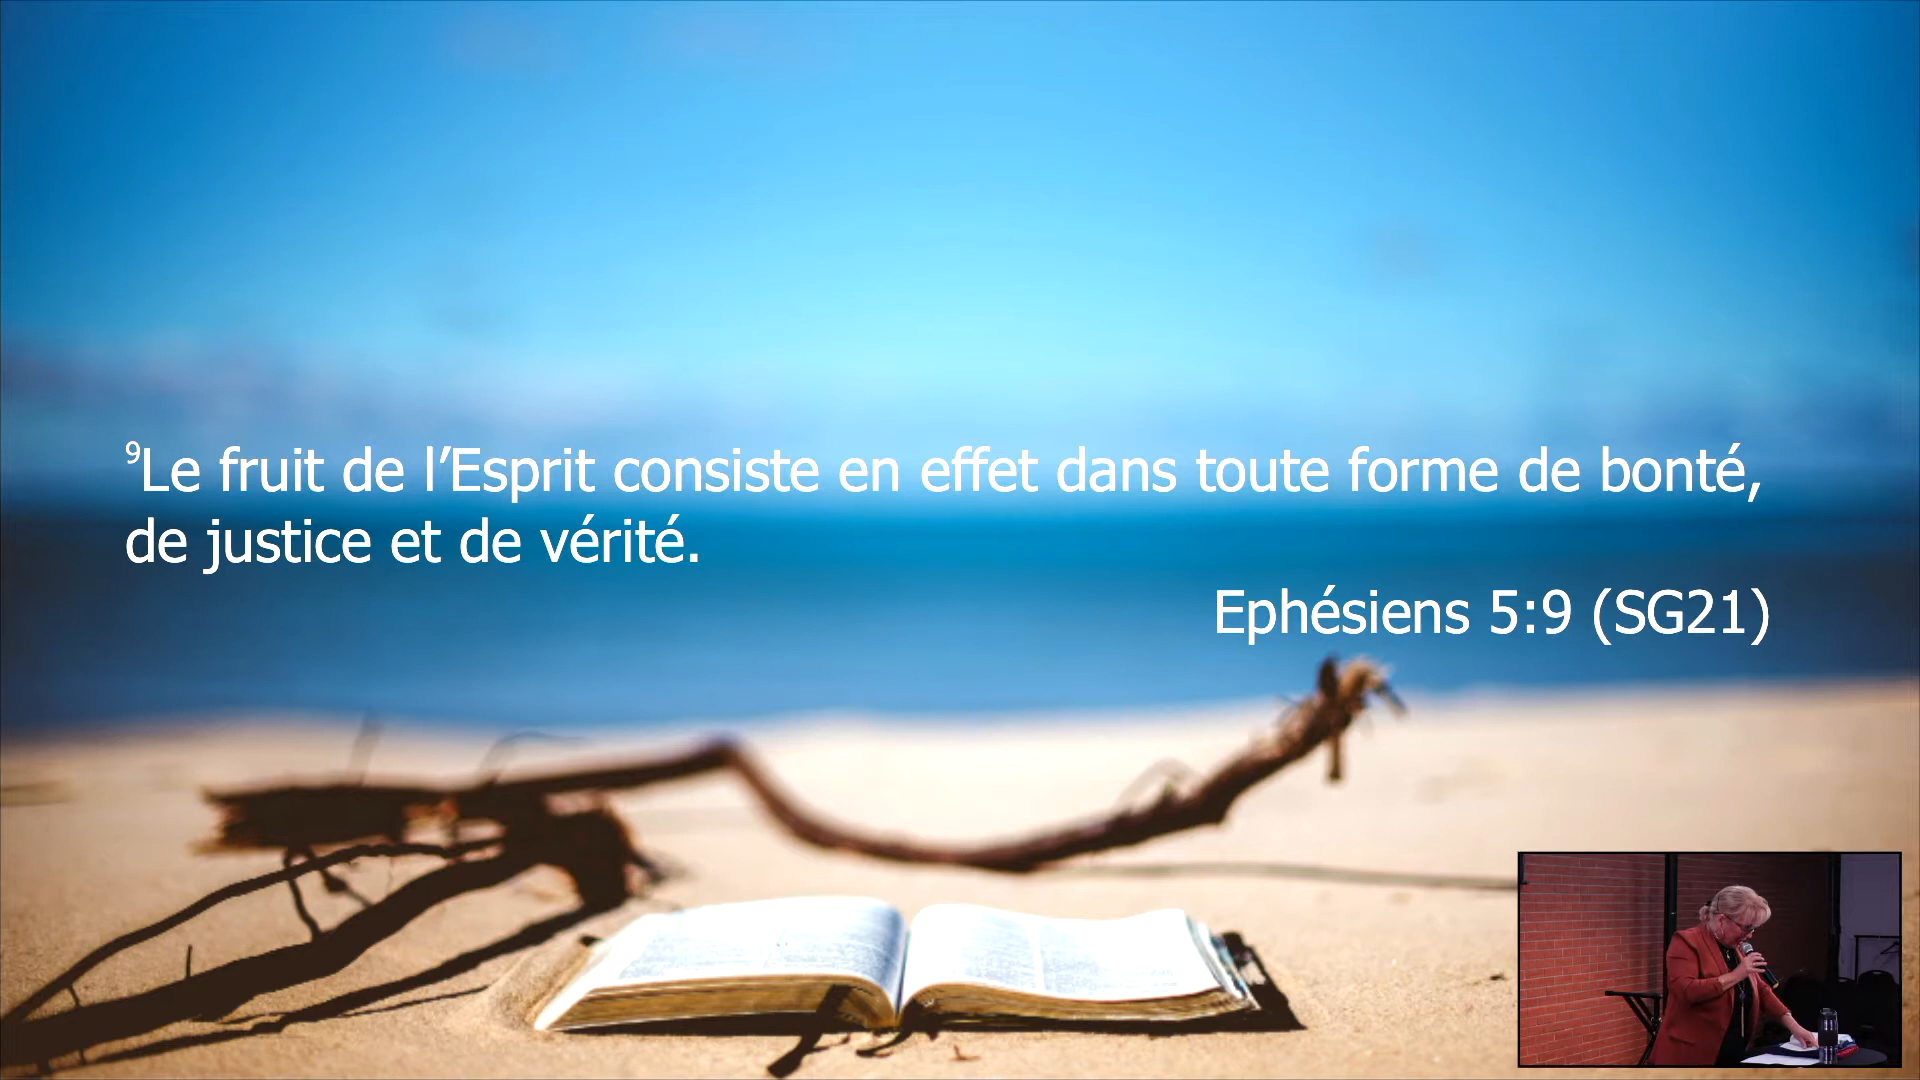 ⁹Le fruit de l’Esprit consiste en effet dans toute forme de bonté,
de justice et de vérité.
Ephésiens 5:9 (SG21)